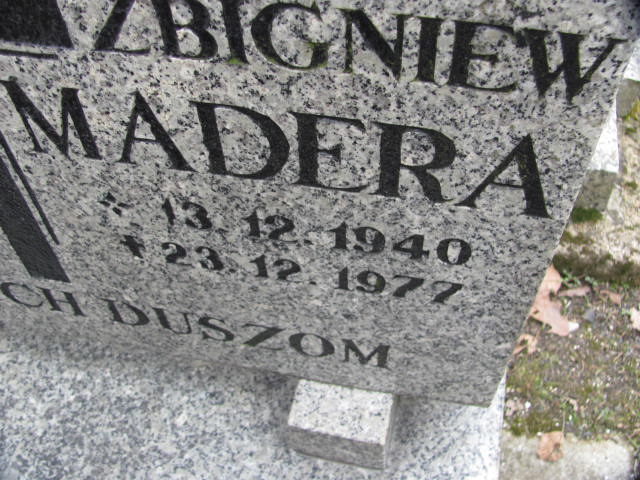 ZBIGNIEW
MADERA
* 13.12.1940
† 23.12.1977
CH DUSZOM